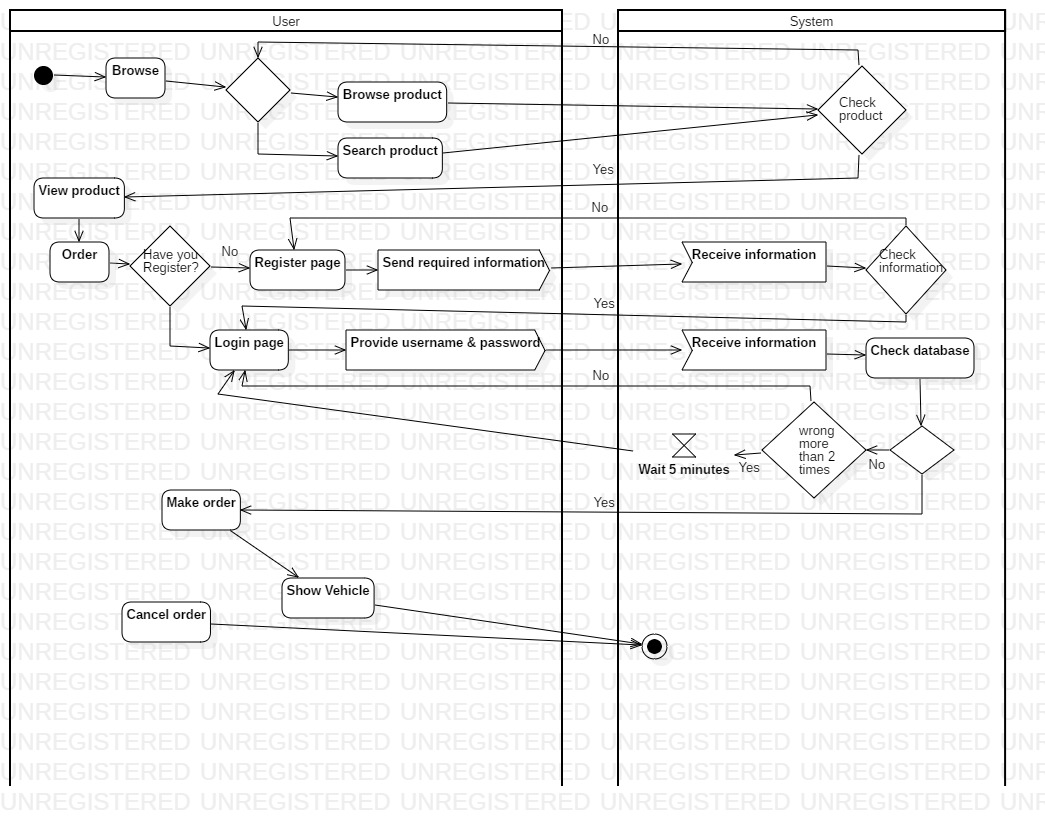 User
System
No
Browse
Browse product
Check
product
Search product
Yes
View product
No
Order
Have you
Register?
No
Register page
Send required information
Receive information
Check
information
Yes
Login page
Provide username & password
Receive information
Check database
No
wrong
more
than 2
times
Wait 5 minutes
Yes
No
Make order
Yes
Show Vehicle
Cancel order
UNREGISTERED